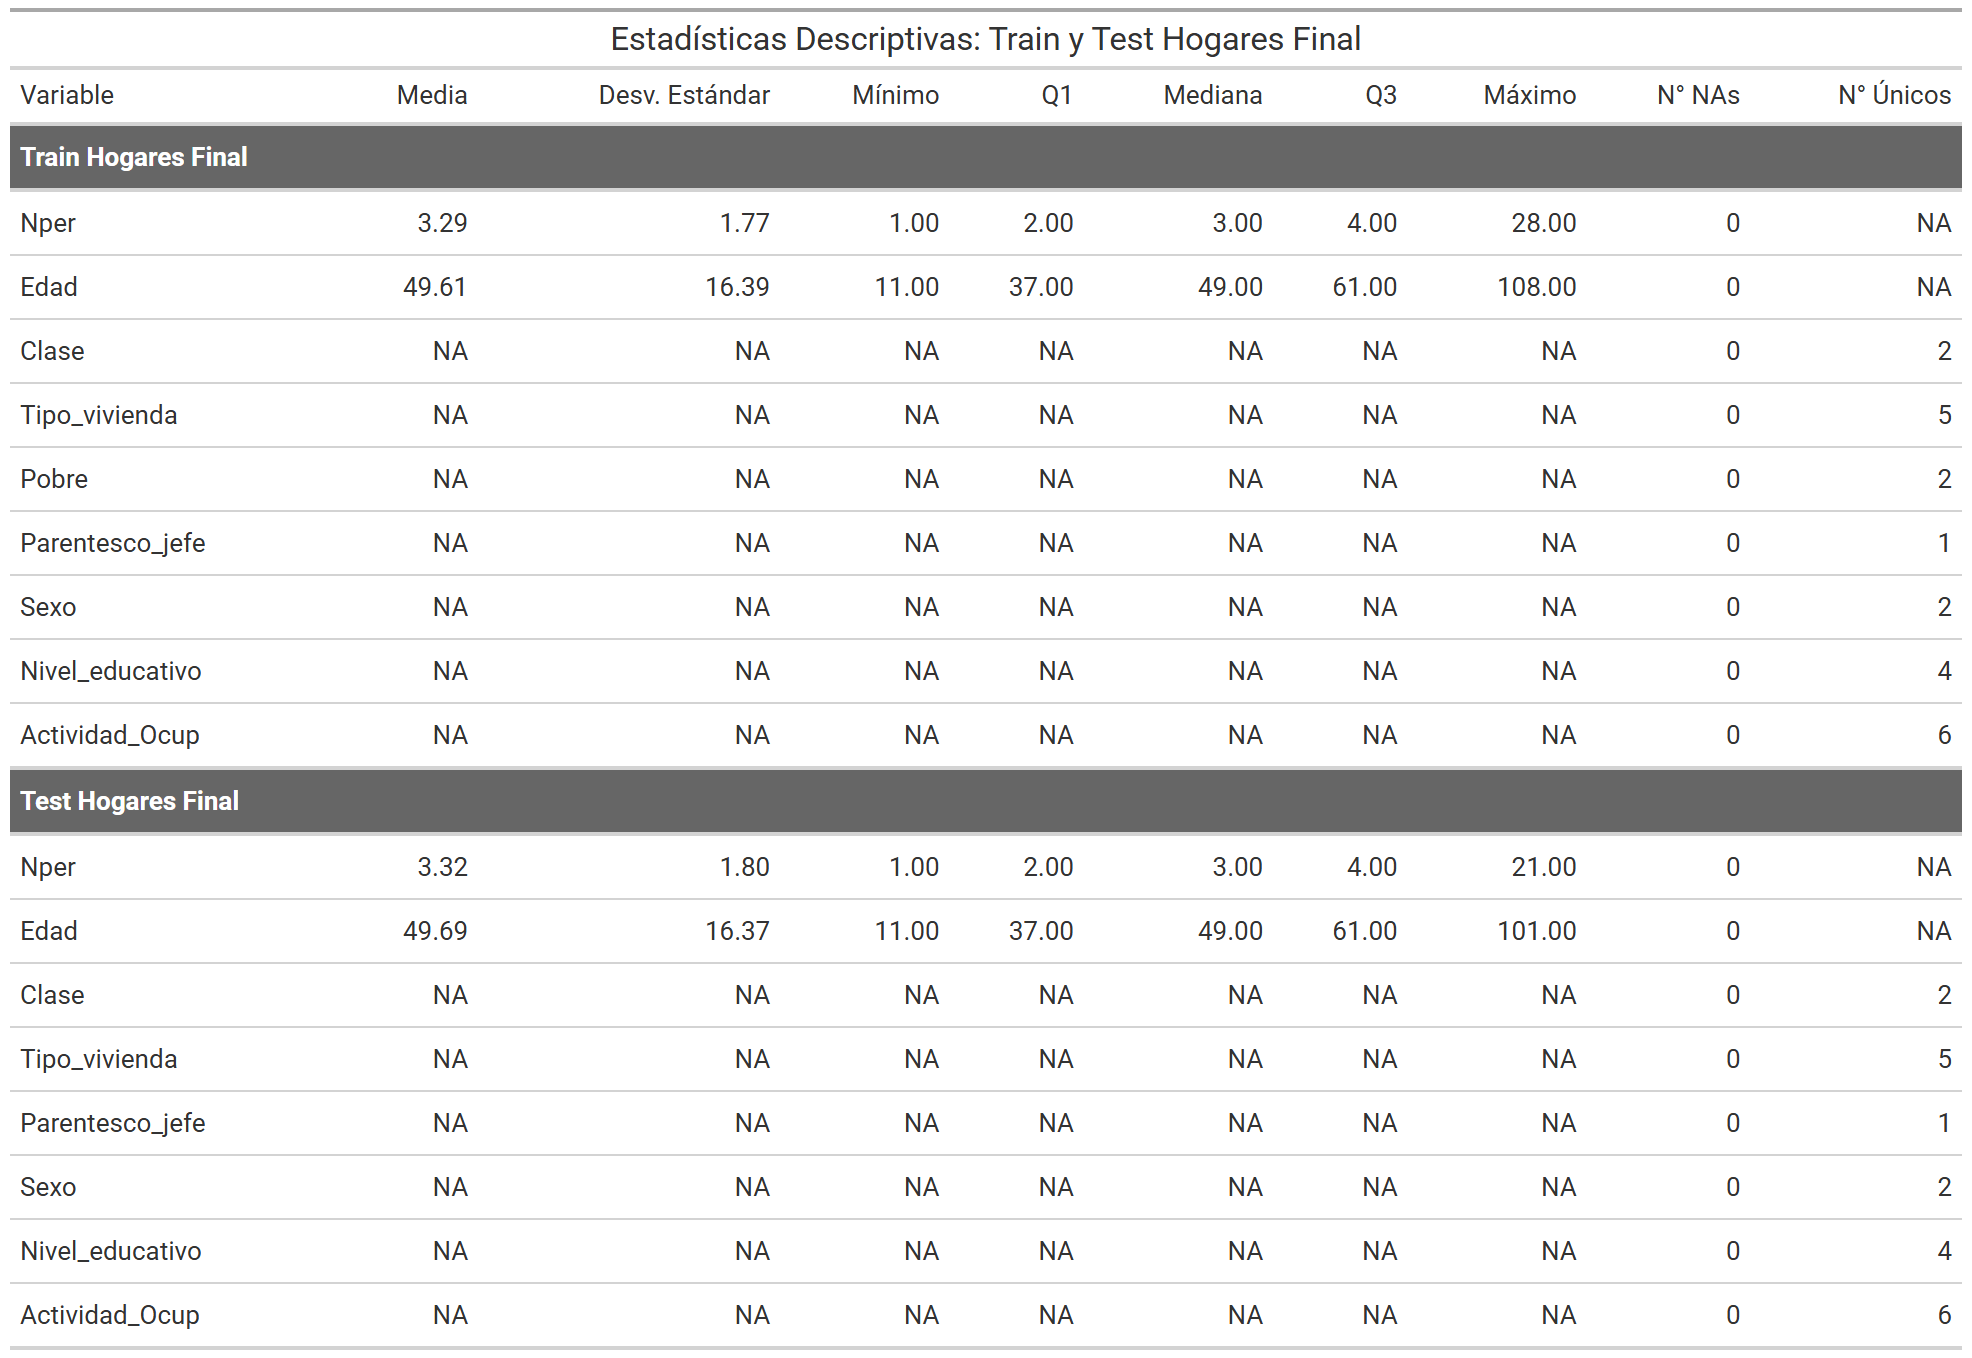 Estadísticas Descriptivas: Train y Test Hogares Final
Variable Media Desv. Estándar Mínimo Q1 Mediana Q3 Máximo N° NAs N° Únicos
Train Hogares Final
Nper 3.29 1.77 1.00 2.00 3.00 4.00 28.00 0 NA
Edad 49.61 16.39 11.00 37.00 49.00 61.00 108.00 0 NA
Clase NA NA NA NA NA NA NA 0 2
Tipo_vivienda NA NA NA NA NA NA NA 0 5
Pobre NA NA NA NA NA NA NA 0 2
Parentesco_jefe NA NA NA NA NA NA NA 0 1
Sexo NA NA NA NA NA NA NA 0 2
Nivel_educativo NA NA NA NA NA NA NA 0 4
Actividad_Ocup NA NA NA NA NA NA NA 0 6
Test Hogares Final
Nper 3.32 1.80 1.00 2.00 3.00 4.00 21.00 0 NA
Edad 49.69 16.37 11.00 37.00 49.00 61.00 101.00 0 NA
Clase NA NA NA NA NA NA NA 0 2
Tipo_vivienda NA NA NA NA NA NA NA 0 5
Parentesco_jefe NA NA NA NA NA NA NA 0 1
Sexo NA NA NA NA NA NA NA 0 2
Nivel_educativo NA NA NA NA NA NA NA 0 4
Actividad_Ocup NA NA NA NA NA NA NA 0 6